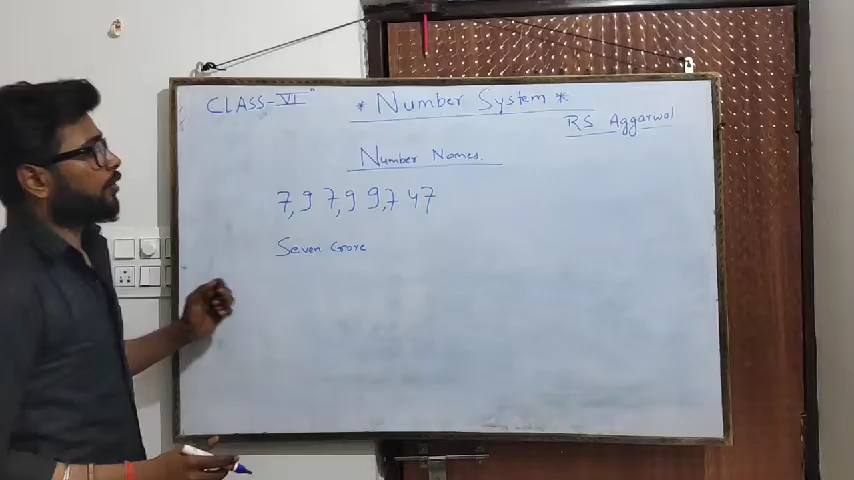 CLASS-VI"
* Number System *
RS Aggarwal
Number Names.
7,97,99,747
Seven Crore